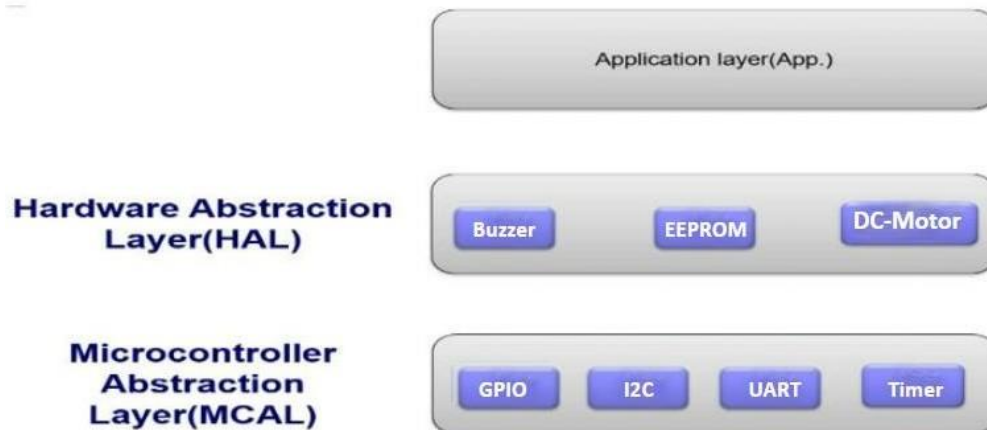 Application layer(App.)
Hardware Abstraction
Layer(HAL)
Buzzer
EEPROM
DC-Motor
Microcontroller
Abstraction
Layer(MCAL)
GPIO
I2C
UART
Timer